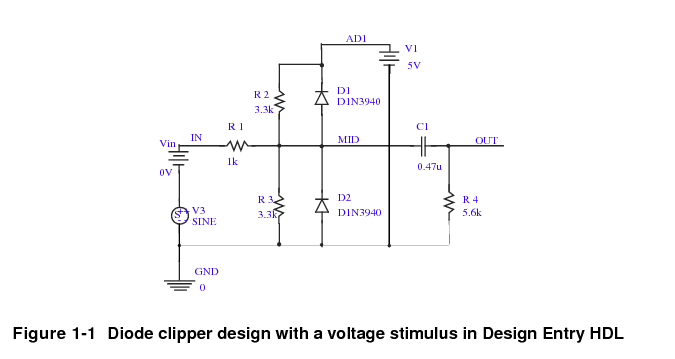 AD1
V1
5V
R 2
3.3k
D1
D1N3940
R 1
1k
Vin
IN
MID
C1
0.47u
OUT
0V
V3
SINE
R 3
3.3k
D2
D1N3940
R 4
5.6k
GND
0
Figure 1-1 Diode clipper design with a voltage stimulus in Design Entry HDL